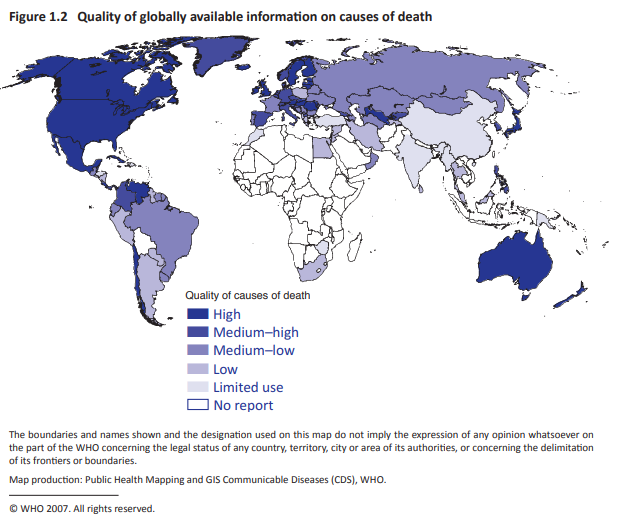 Figure 1.2 Quality of globally available information on causes of death
Quality of causes of death
High
Medium–high
Medium–low
Low
Limited use
No report
The boundaries and names shown and the designation used on this map do not imply the expression of any opinion whatsoever on
the part of the WHO concerning the legal status of any country, territory, city or area of its authorities, or concerning the delimitation
of its frontiers or boundaries.
Map production: Public Health Mapping and GIS Communicable Diseases (CDS), WHO.
© WHO 2007. All rights reserved.